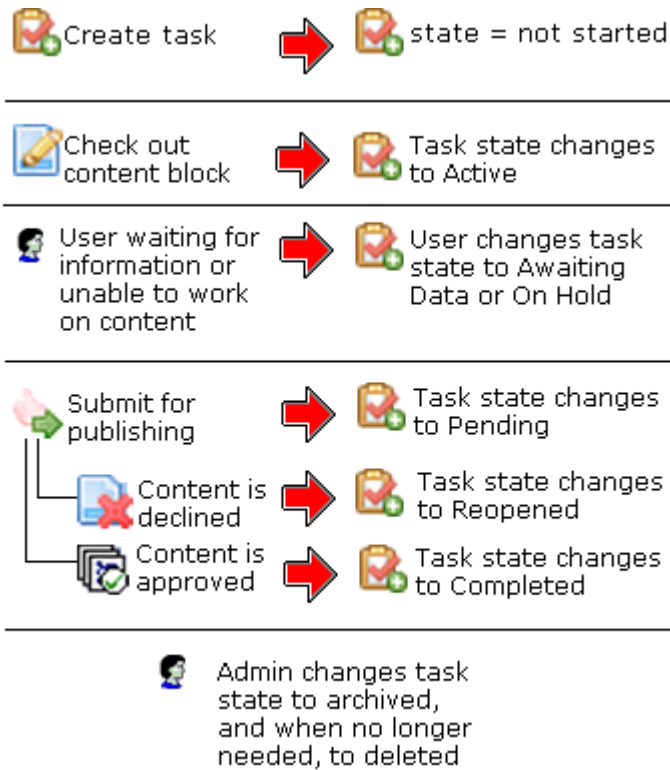 Create task
state = not started
Check out
content block
Task state changes
to Active
User waiting for
information or
unable to work
on content
User changes task
state to Awaiting
Data or On Hold
Submit for
publishing
Task state changes
to Pending
Content is
declined
Task state changes
to Reopened
Content is
approved
Task state changes
to Completed
Admin changes task
state to archived,
and when no longer
needed, to deleted